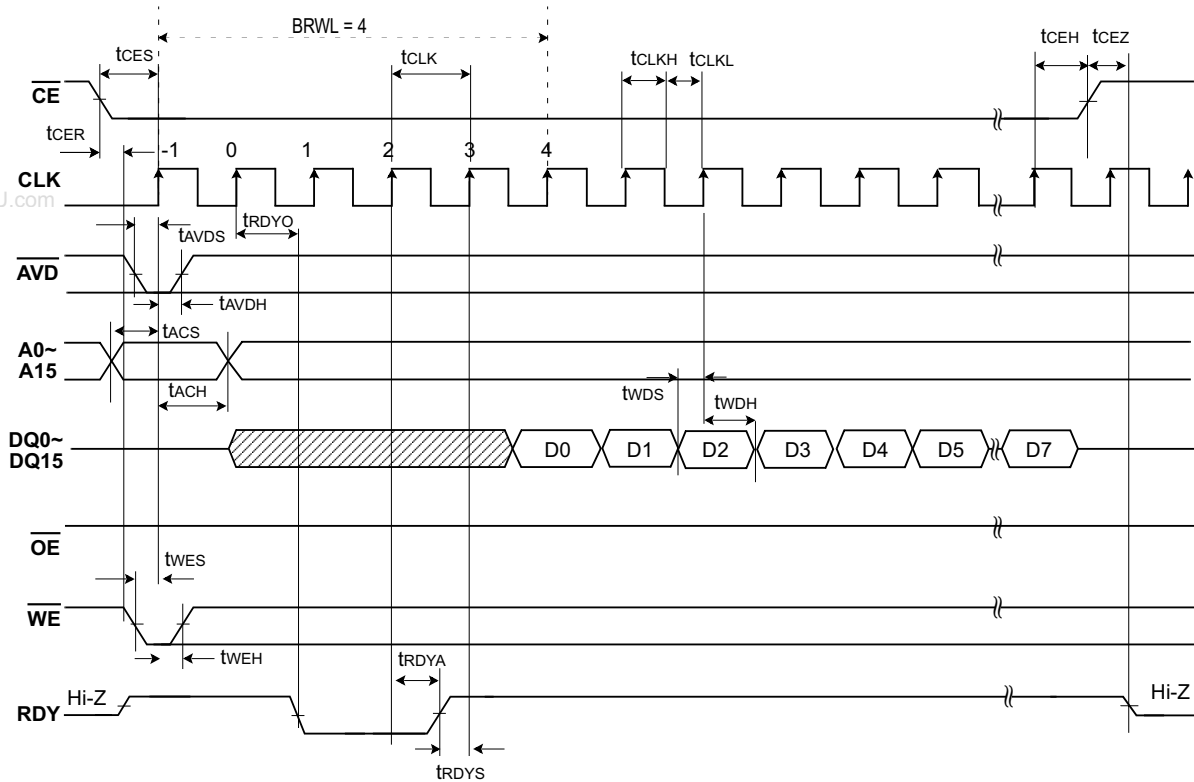 BRWL = 4
tCES
tCLK
tCLKH
tCLKL
tCEH
tCEZ
CE
tCER
-1 0 1 2 3 4
CLK
J.com
tRDYO
tAVDS
AVD
tAVDH
tACS
A0~
A15
tACH
tWDS
tWDH
DQ0~
DQ15
D0 D1 D2 D3 D4 D5 D7
OE
tWES
WE
tWEH
tRDYA
Hi-Z
RDY
Hi-Z
tRDYS